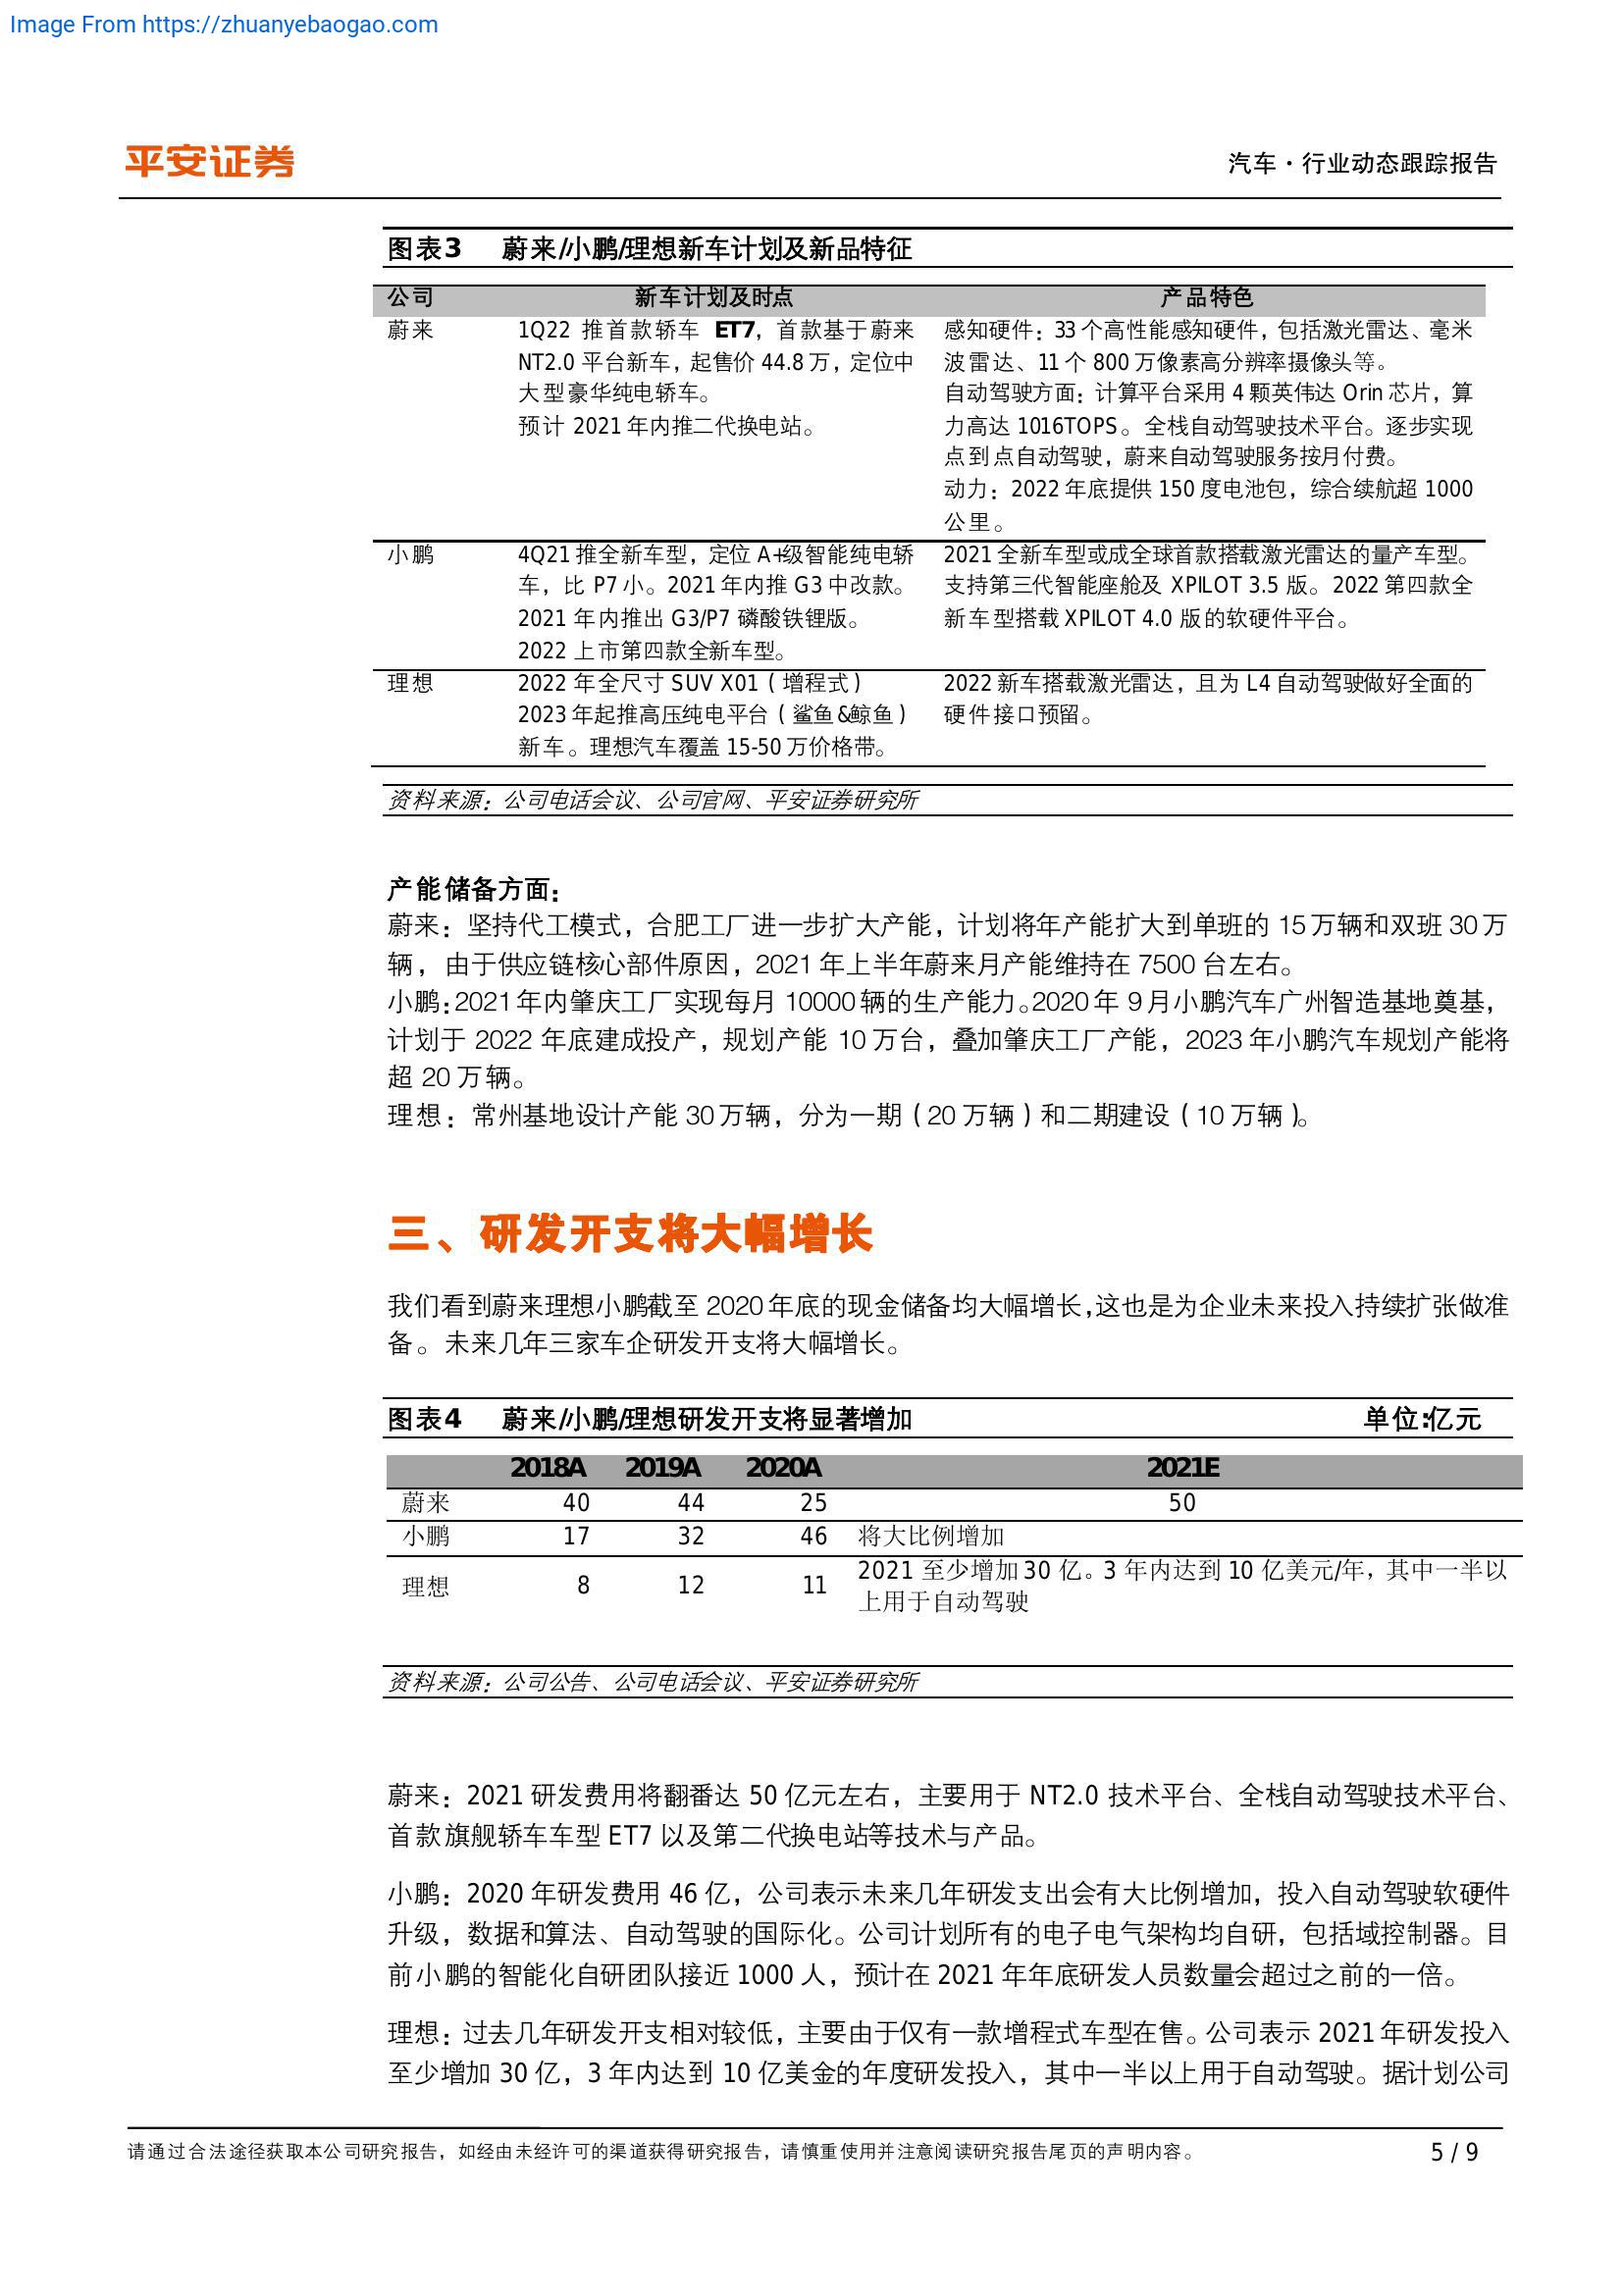 Image From https://zhuanyebaogao.com
平安证券
汽车·行业动态跟踪报告
图表3 蔚来/小鹏/理想新车计划及新品特征
公司 新车计划及时点 产品特色
蔚来
1Q22 推首款轿车 ET7，首款基于蔚来
NT2.0 平台新车，起售价 44.8 万，定位中
大型豪华纯电轿车。
预计 2021 年内推二代换电站。
感知硬件：33 个高性能感知硬件，包括激光雷达、毫米
波雷达、11 个 800 万像素高分辨率摄像头等。
自动驾驶方面：计算平台采用 4 颗英伟达 Orin 芯片，算
力高达 1016TOPS。全栈自动驾驶技术平台。逐步实现
点到点自动驾驶，蔚来自动驾驶服务按月付费。
动力：2022 年底提供 150 度电池包，综合续航超 1000
公里。
小鹏
4Q21 推全新车型，定位 A+级智能纯电轿
车，比 P7 小。2021 年内推 G3 中改款。
2021 年内推出 G3/P7 磷酸铁锂版。
2022 上市第四款全新车型。
2021 全新车型或成全球首款搭载激光雷达的量产车型。
支持第三代智能座舱及 XPILOT 3.5 版。2022 第四款全
新车型搭载 XPILOT 4.0 版的软硬件平台。
理想
2022 年全尺寸 SUV X01（增程式）
2023 年起推高压纯电平台（鲨鱼&鲸鱼）
新车。理想汽车覆盖 15-50 万价格带。
2022 新车搭载激光雷达，且为 L4 自动驾驶做好全面的
硬件接口预留。
资料来源：公司电话会议、公司官网、平安证券研究所
产能储备方面：
蔚来：坚持代工模式，合肥工厂进一步扩大产能，计划将年产能扩大到单班的 15 万辆和双班 30 万
辆，由于供应链核心部件原因，2021 年上半年蔚来月产能维持在 7500 台左右。
小鹏：2021 年内肇庆工厂实现每月 10000 辆的生产能力。2020 年 9 月小鹏汽车广州智造基地奠基，
计划于 2022 年底建成投产，规划产能 10 万台，叠加肇庆工厂产能，2023 年小鹏汽车规划产能将
超 20 万辆。
理想：常州基地设计产能 30 万辆，分为一期（20 万辆）和二期建设（10 万辆）。
三、研发开支将大幅增长
我们看到蔚来理想小鹏截至 2020 年底的现金储备均大幅增长，这也是为企业未来投入持续扩张做准
备。未来几年三家车企研发开支将大幅增长。
图表4 蔚来/小鹏/理想研发开支将显著增加 单位:亿元
2018A 2019A 2020A 2021E
蔚来 40 44 25 50
小鹏 17 32 46 将大比例增加
理想 8 12 11 2021 至少增加 30 亿。3 年内达到 10 亿美元/年，其中一半以
上用于自动驾驶
资料来源：公司公告、公司电话会议、平安证券研究所
蔚来：2021 研发费用将翻番达 50 亿元左右，主要用于 NT2.0 技术平台、全栈自动驾驶技术平台、
首款旗舰轿车车型 ET7 以及第二代换电站等技术与产品。
小鹏：2020 年研发费用 46 亿，公司表示未来几年研发支出会有大比例增加，投入自动驾驶软硬件
升级，数据和算法、自动驾驶的国际化。公司计划所有的电子电气架构均自研，包括域控制器。目
前小鹏的智能化自研团队接近 1000 人，预计在 2021 年年底研发人员数量会超过之前的一倍。
理想：过去几年研发开支相对较低，主要由于仅有一款增程式车型在售。公司表示 2021 年研发投入
至少增加 30 亿，3 年内达到 10 亿美金的年度研发投入，其中一半以上用于自动驾驶。据计划公司
请通过合法途径获取本公司研究报告，如经由未经许可的渠道获得研究报告，请慎重使用并注意阅读研究报告尾页的声明内容。
5 / 9